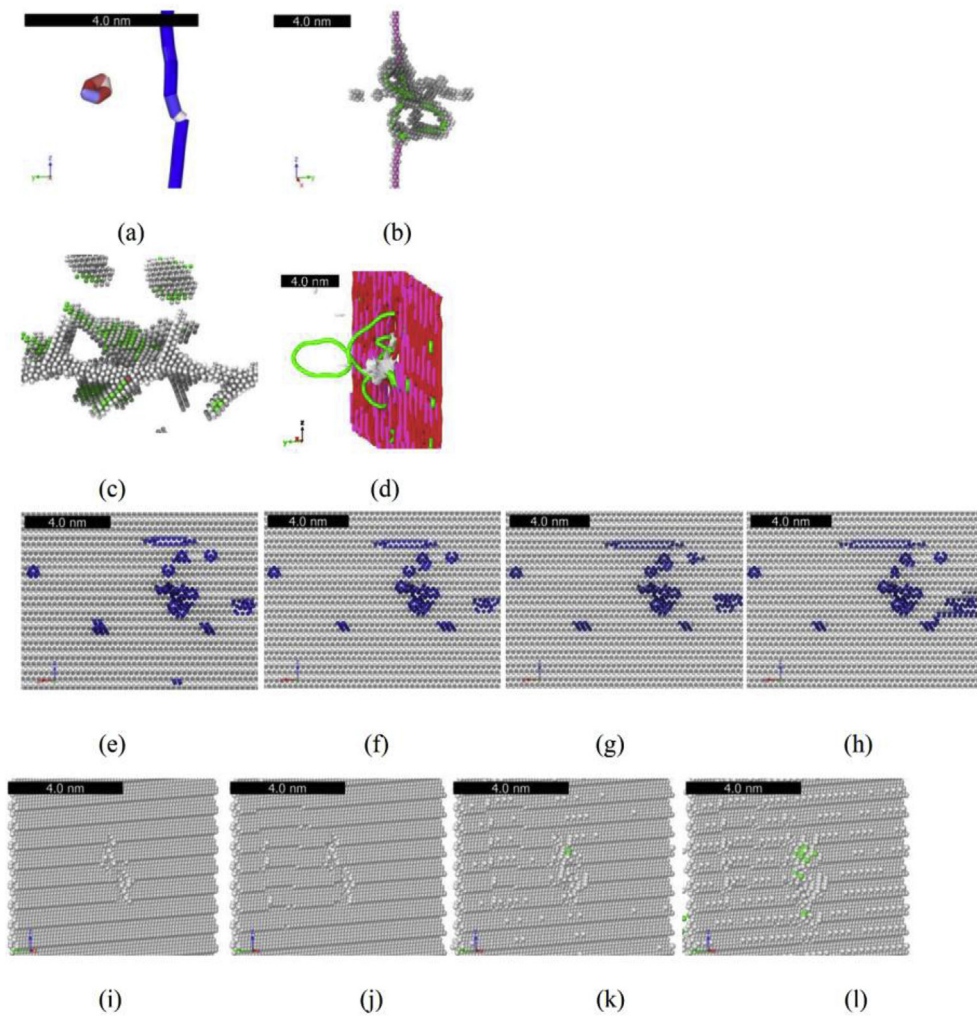 4.0 nm
4.0 nm
z
y
z
y
x
(a)
(b)
4.0 nm
z
y
x
(c)
(d)
4.0 nm
4.0 nm
4.0 nm
4.0 nm
(e)
(f)
(g)
(h)
4.0 nm
4.0 nm
4.0 nm
4.0 nm
(i)
(j)
(k)
(l)